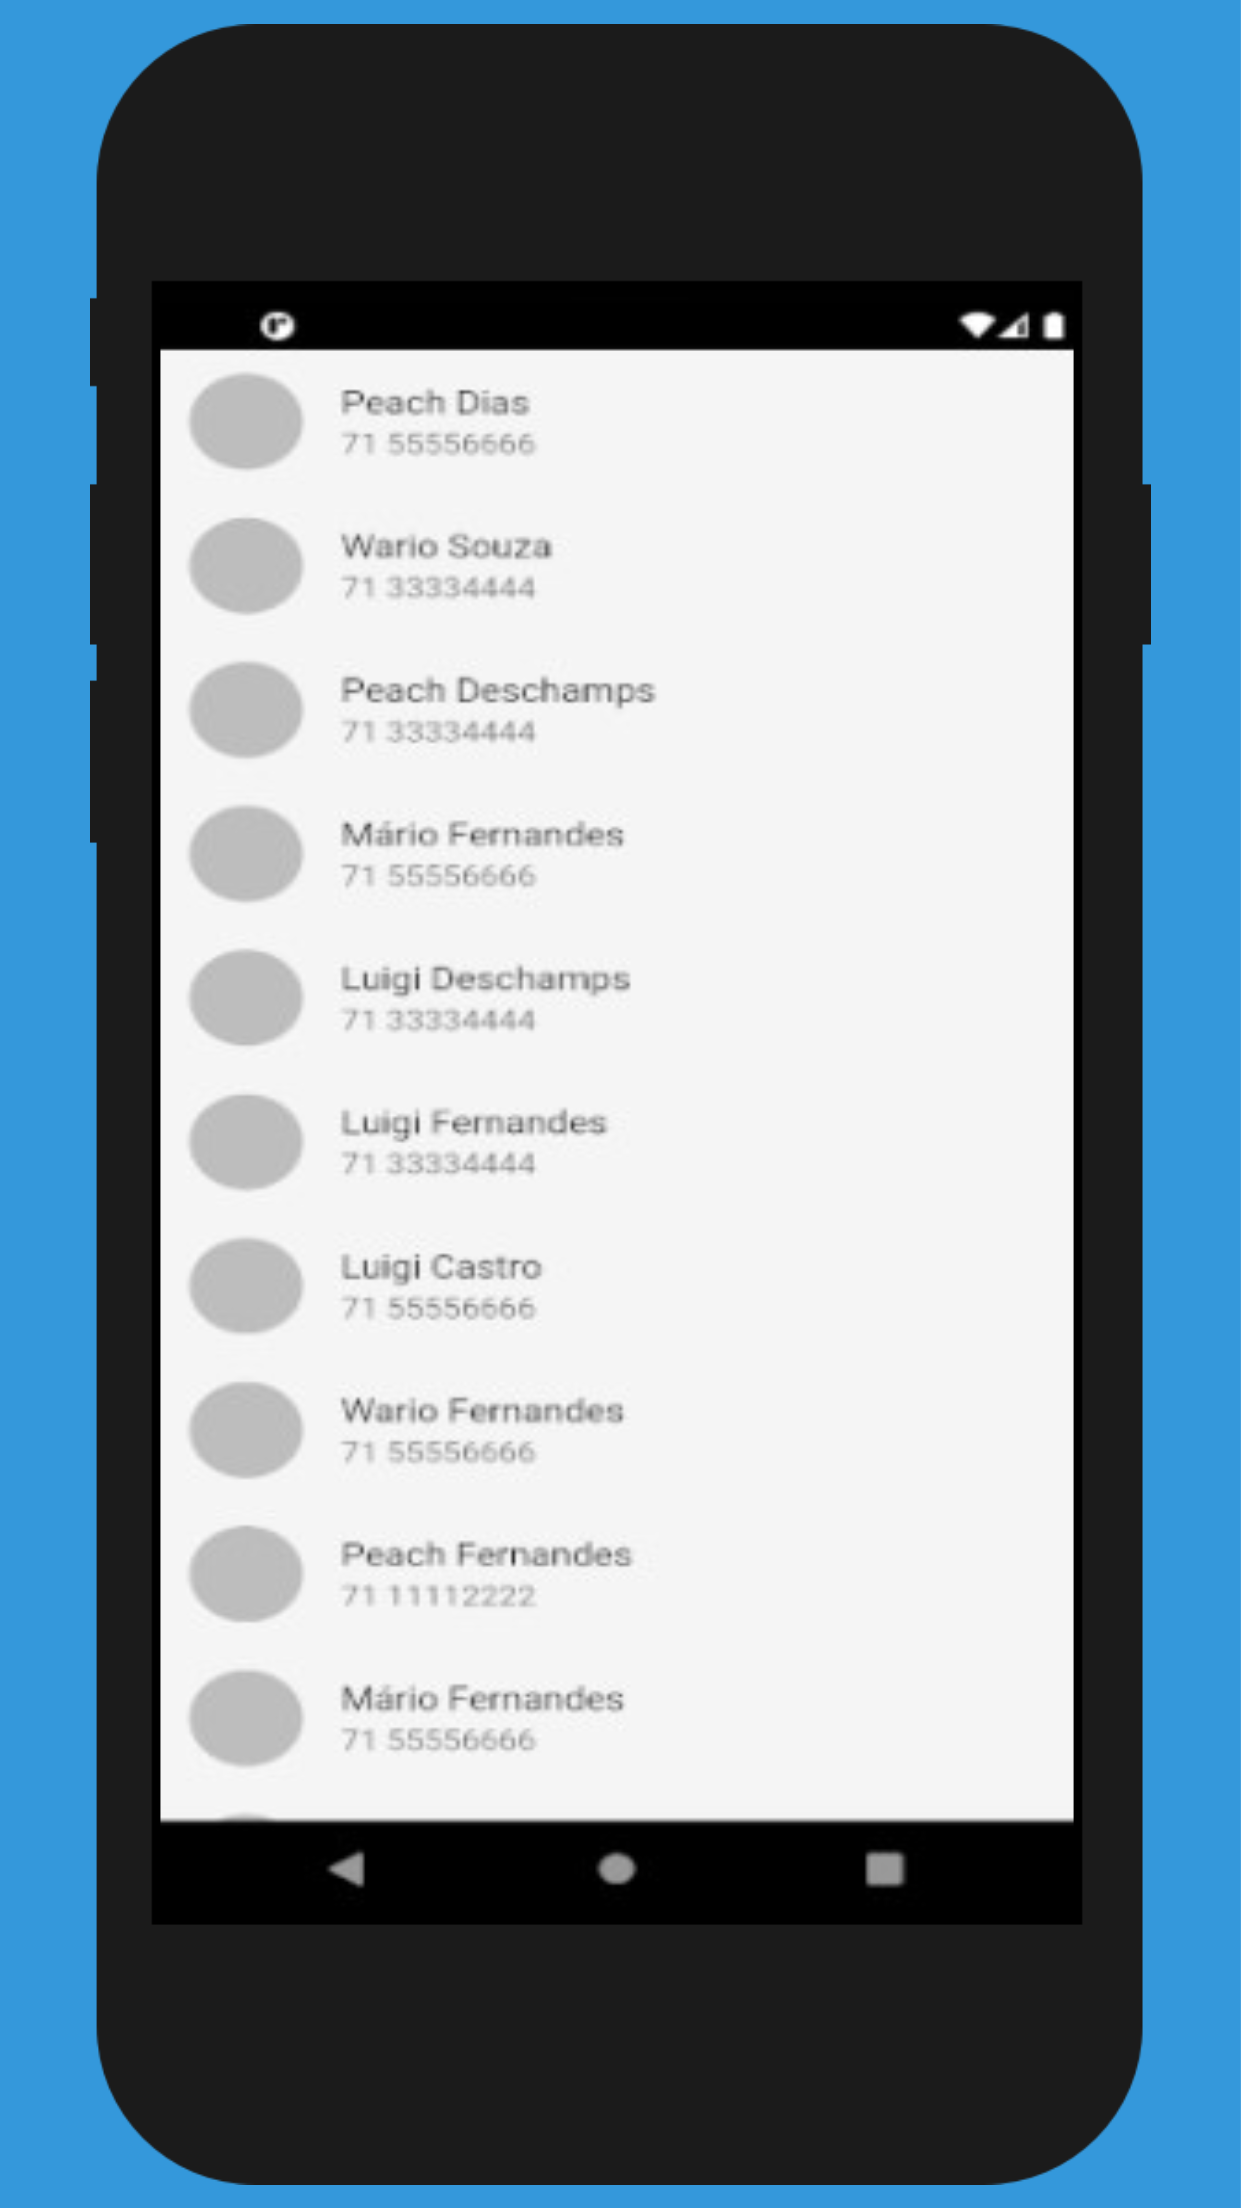 Peach Dias
71 55556666
Wario Souza
71 33334444
Peach Deschamps
71 33334444
Mário Fernandes
71 55556666
Luigi Deschamps
71 33334444
Luigi Fernandes
71 33334444
Luigi Castro
71 55556666
Wario Fernandes
71 55556666
Peach Fernandes
71 11112222
Mário Fernandes
71 55556666